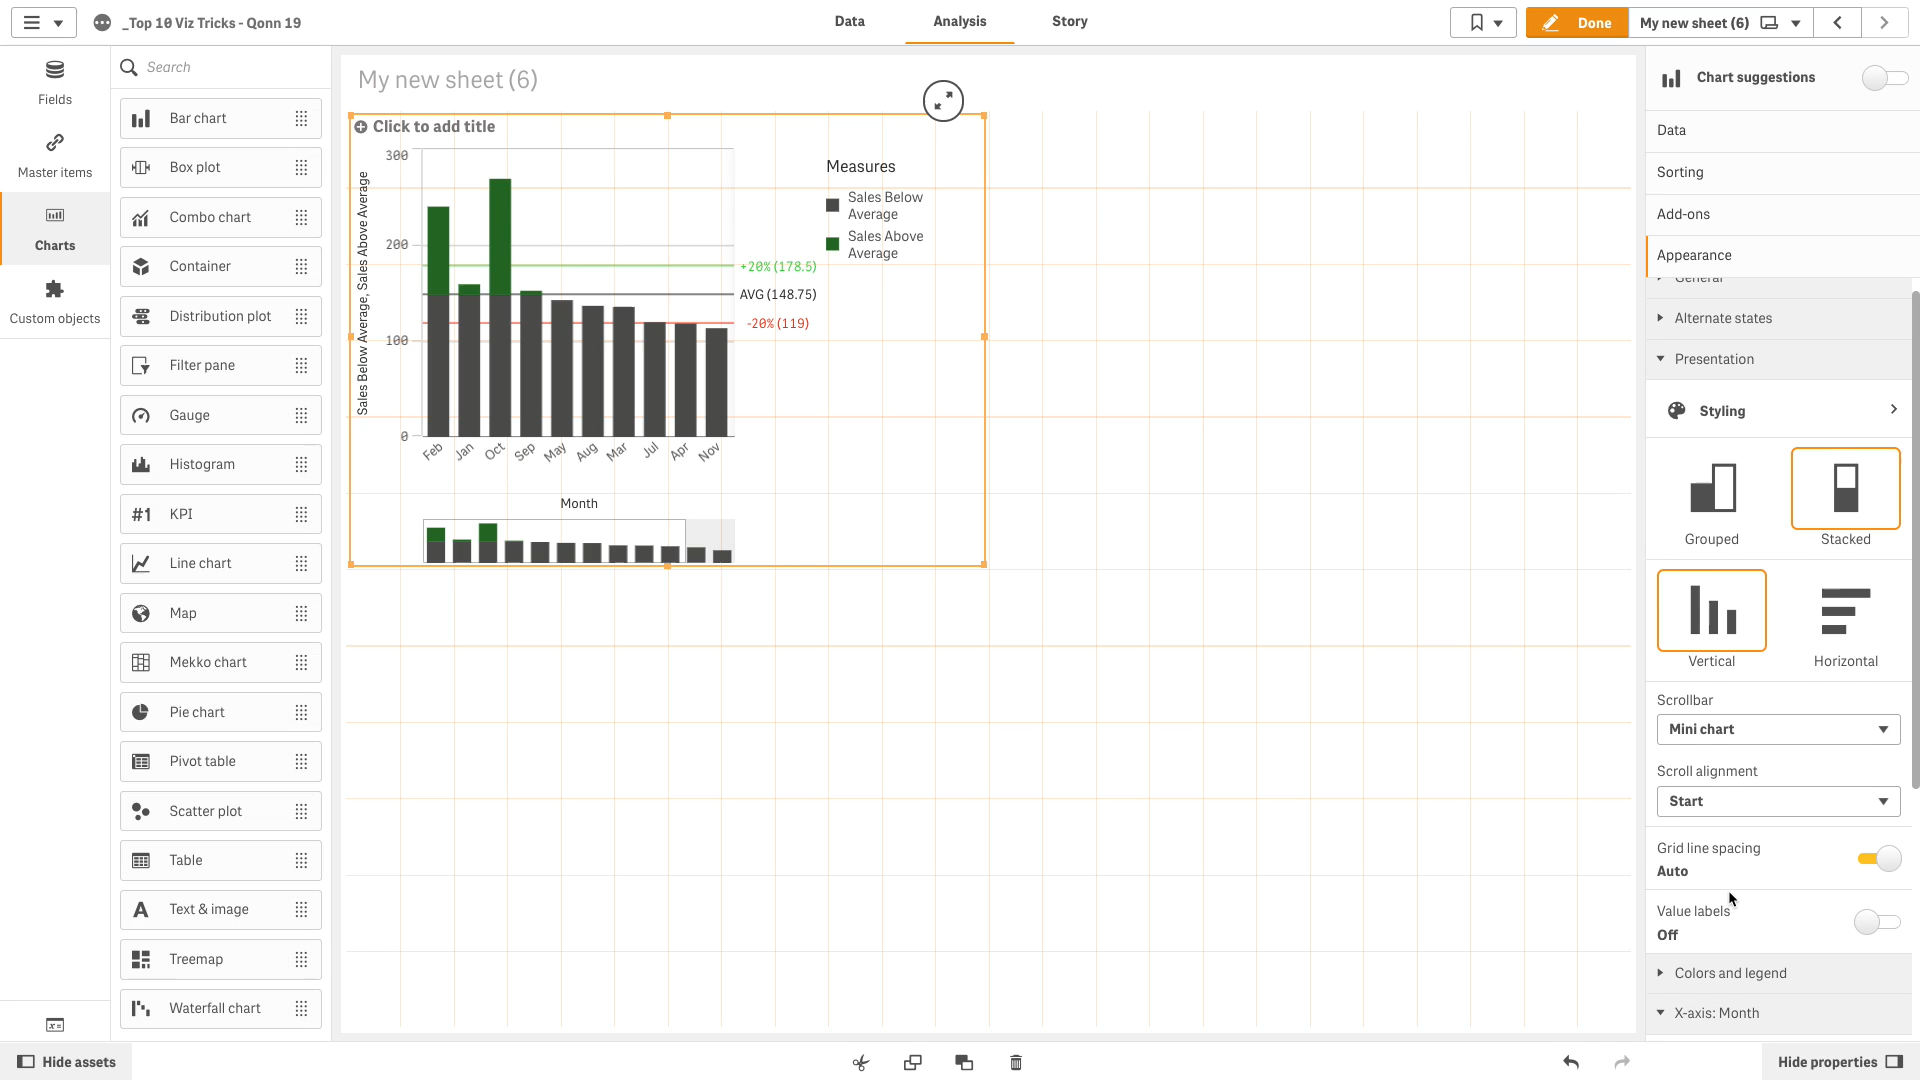 _Top 10 Viz Tricks - Qonn 19
Data
Analysis
Story
Done
My new sheet (6)
Fields
Master items
Charts
Custom objects
Search
Bar chart
Box plot
Combo chart
Container
Distribution plot
Filter pane
Gauge
Histogram
#1 KPI
Line chart
Map
Mekko chart
Pie chart
Pivot table
Scatter plot
Table
A Text & image
Treemap
Waterfall chart
My new sheet (6)
Click to add title
Sales Below Average, Sales Above Average
300
200
100
0
+20% (178.5)
AVG (148.75)
-20% (119)
Feb Jan Oct Sep May Aug Mar Jul Apr Nov
Month
Measures
Sales Below
Average
Sales Above
Average
Chart suggestions
Data
Sorting
Add-ons
Appearance
General
Alternate states
Presentation
Styling
Grouped
Stacked
Vertical
Horizontal
Scrollbar
Mini chart
Scroll alignment
Start
Grid line spacing
Auto
Value labels
Off
Colors and legend
X-axis: Month
Hide assets
Hide properties